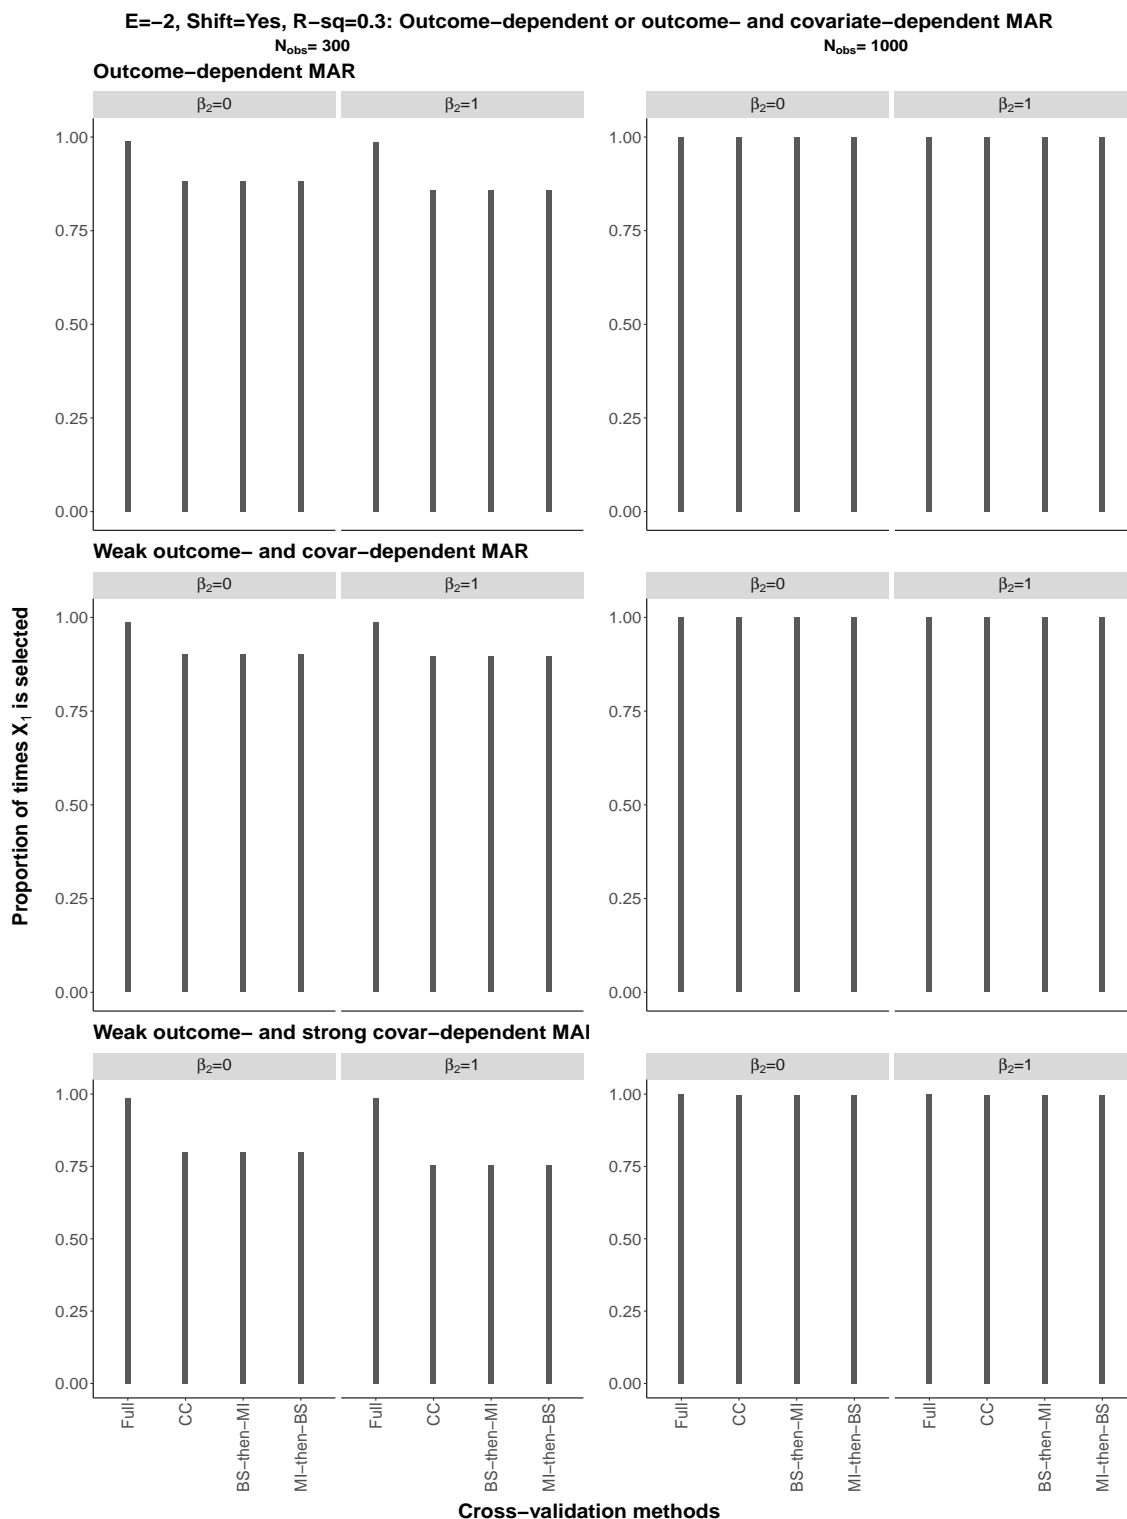 E=−2, Shift=Yes, R−sq=0.3: Outcome−dependent or outcome− and covariate−dependent MAR
N_obs= 300
N_obs= 1000
Outcome−dependent MAR
β₂=0
β₂=1
β₂=0
β₂=1
1.00
0.75
0.50
0.25
0.00
1.00
0.75
0.50
0.25
0.00
Weak outcome− and covar−dependent MAR
β₂=0
β₂=1
β₂=0
β₂=1
1.00
0.75
0.50
0.25
0.00
1.00
0.75
0.50
0.25
0.00
Proportion of times X₁ is selected
Weak outcome− and strong covar−dependent MA
β₂=0
β₂=1
β₂=0
β₂=1
1.00
0.75
0.50
0.25
0.00
1.00
0.75
0.50
0.25
0.00
Full
CC
BS−then−MI
MI−then−BS
Full
CC
BS−then−MI
MI−then−BS
Full
CC
BS−then−MI
MI−then−BS
Full
CC
BS−then−MI
MI−then−BS
Cross−validation methods